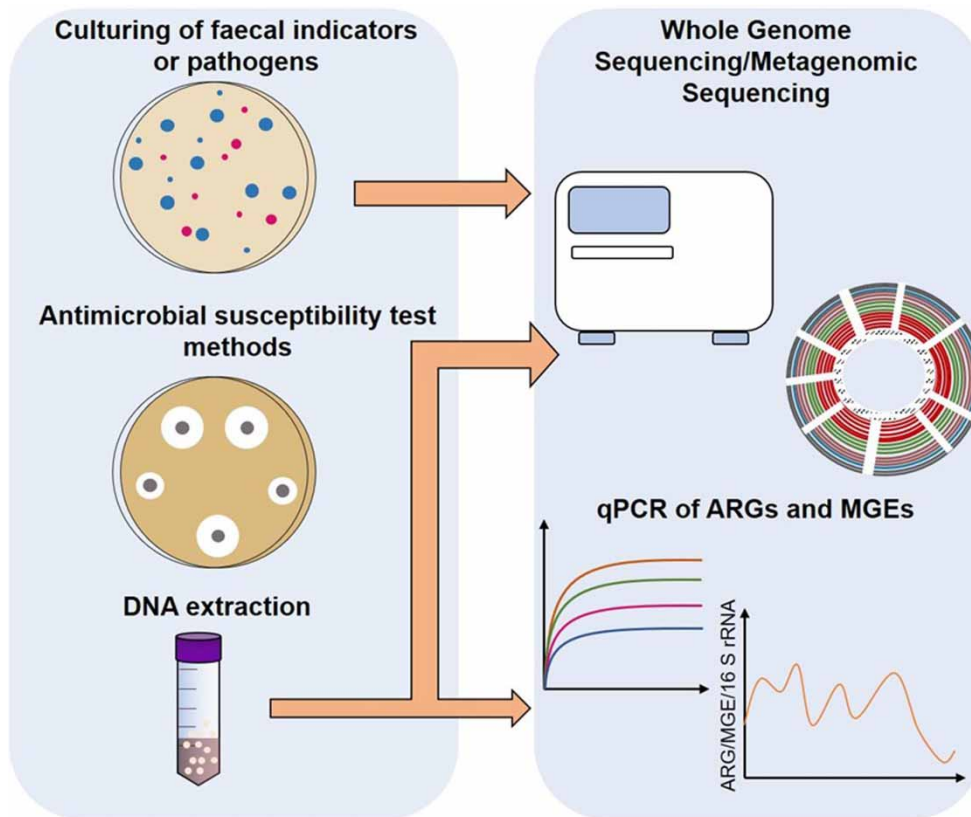 Culturing of faecal indicators
or pathogens
Antimicrobial susceptibility test
methods
DNA extraction
Whole Genome
Sequencing/Metagenomic
Sequencing
qPCR of ARGs and MGEs
ARG/MGE/16 S rRNA